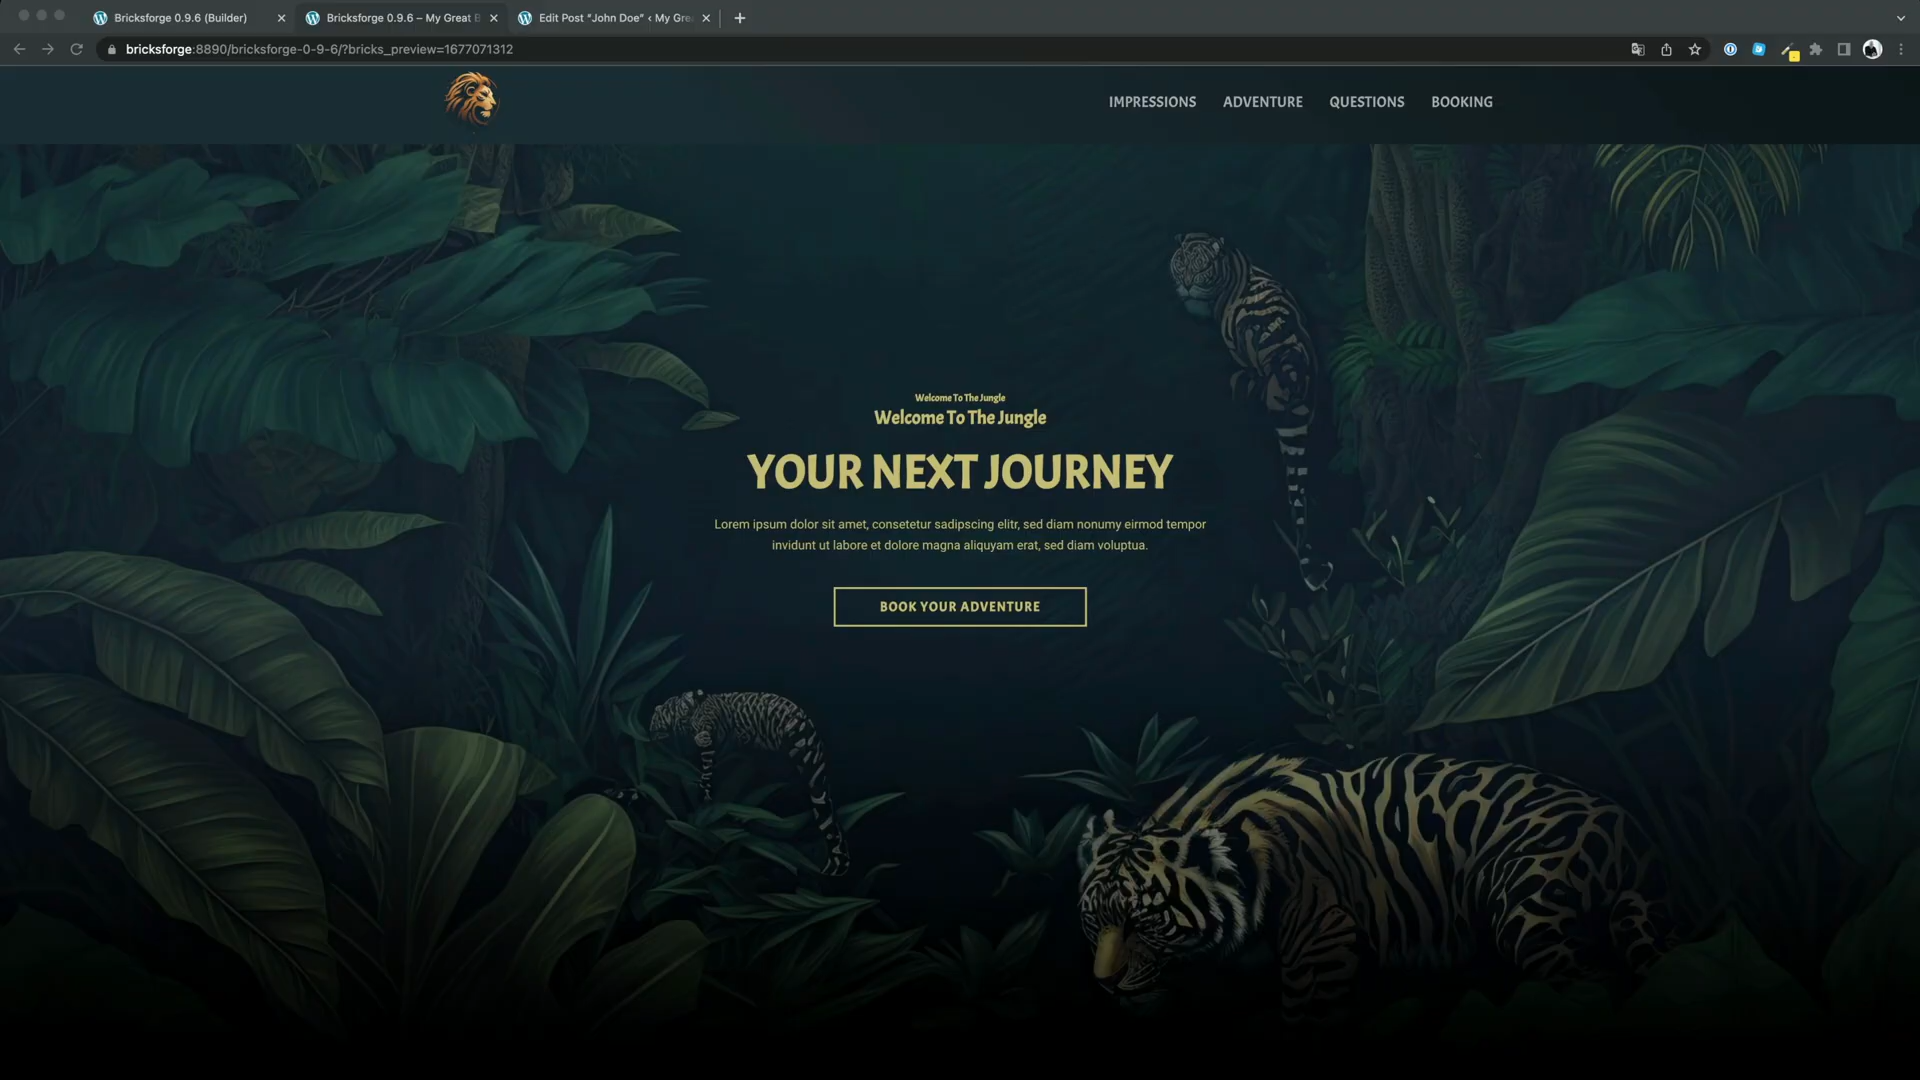 Bricksforge 0.9.6 (Builder)
Bricksforge 0.9.6 – My Great B
Edit Post “John Doe” ‹ My Gre
bricksforge:8890/bricksforge-0-9-6/?bricks_preview=1677071312
IMPRESSIONS ADVENTURE QUESTIONS BOOKING
Welcome To The Jungle
Welcome To The Jungle
YOUR NEXT JOURNEY
Lorem ipsum dolor sit amet, consetetur sadipscing elitr, sed diam nonumy eirmod tempor
invidunt ut labore et dolore magna aliquyam erat, sed diam voluptua.
BOOK YOUR ADVENTURE